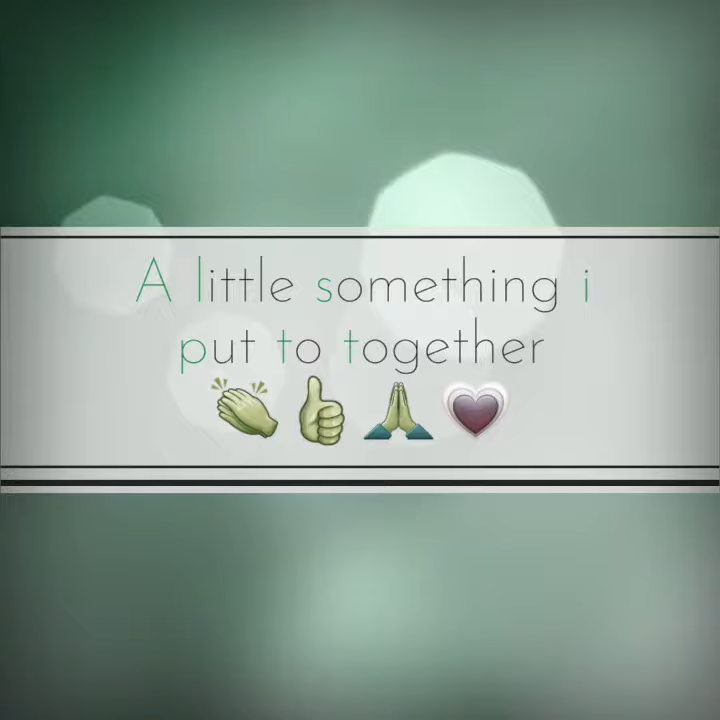 A little something i
put to together
👏👍🙏💗